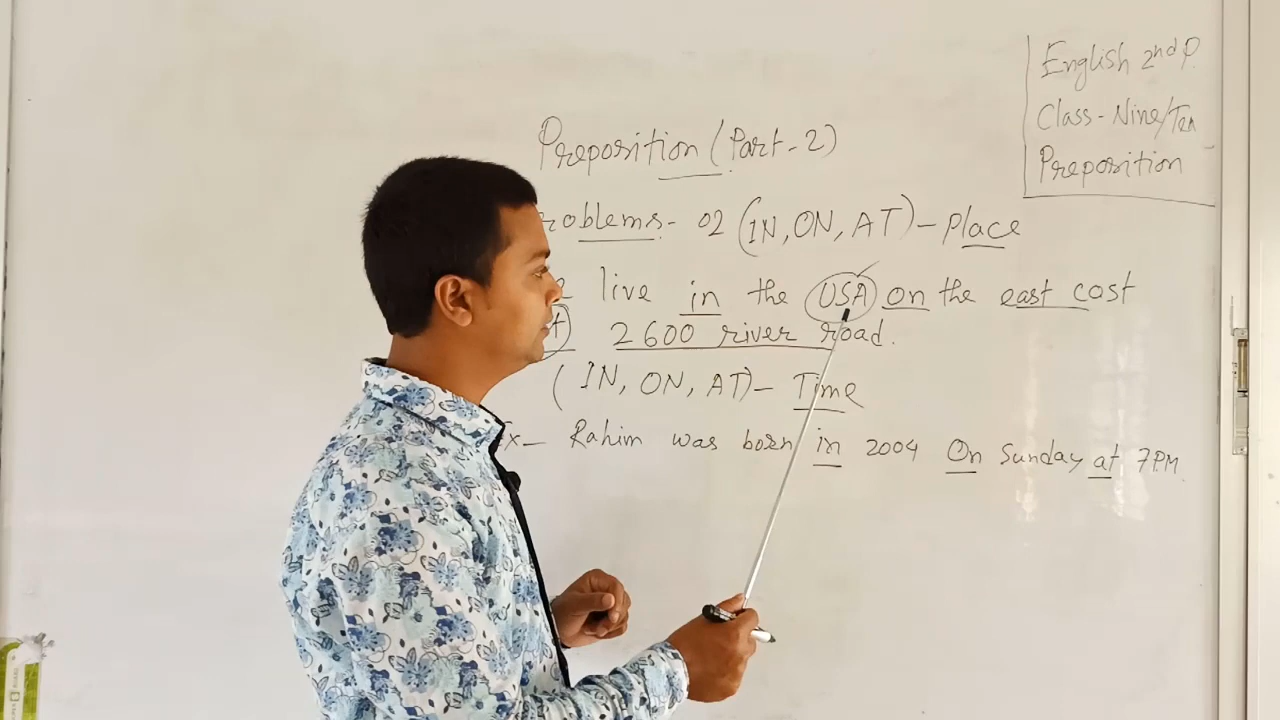 English 2nd P.
Class-Nine/Ten
Preposition
Preposition (Part-2)
roblems- 02 (IN, ON, AT)-Place
live in the USA on the east cost
2600 river road.
(IN, ON, AT)- Time
Ex- Rahim was born in 2004 On Sunday at 7PM